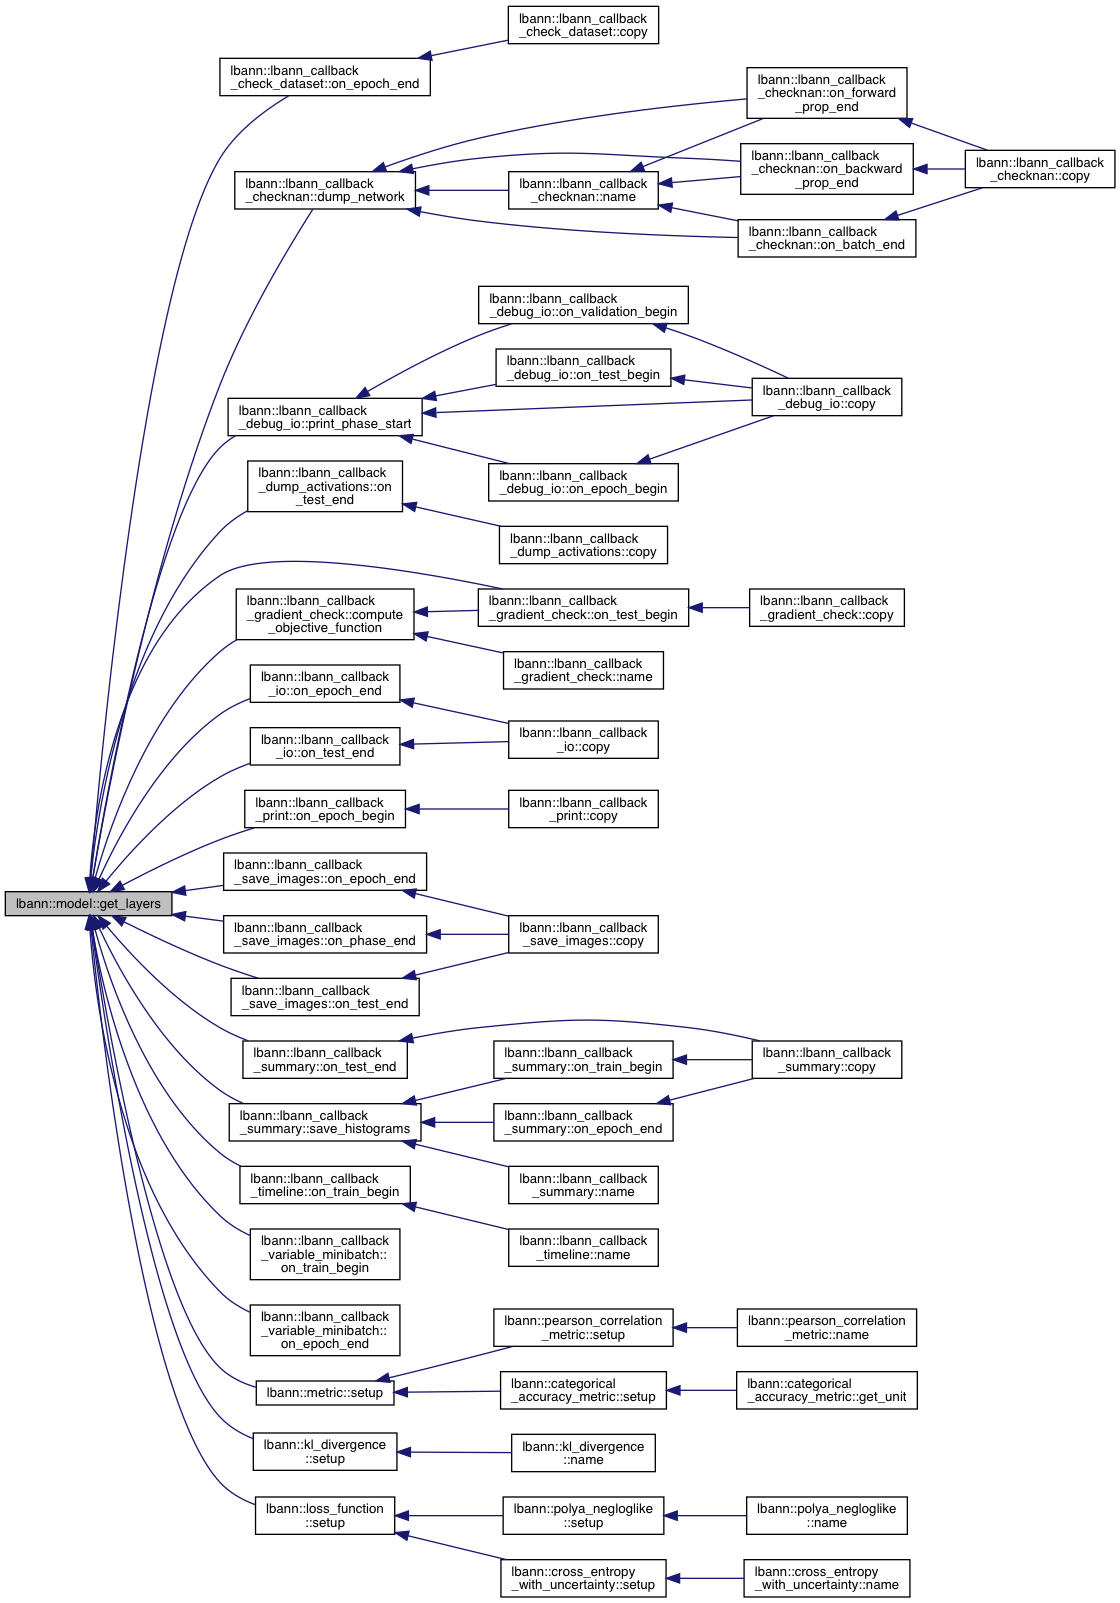 lbann::lbann_callback
_check_dataset::copy
lbann::lbann_callback
_check_dataset::on_epoch_end
lbann::lbann_callback
_checknan::on_forward
_prop_end
lbann::lbann_callback
_checknan::on_backward
_prop_end
lbann::lbann_callback
_checknan::copy
lbann::lbann_callback
_checknan::dump_network
lbann::lbann_callback
_checknan::name
lbann::lbann_callback
_checknan::on_batch_end
lbann::lbann_callback
_debug_io::on_validation_begin
lbann::lbann_callback
_debug_io::on_test_begin
lbann::lbann_callback
_debug_io::copy
lbann::lbann_callback
_debug_io::print_phase_start
lbann::lbann_callback
_debug_io::on_epoch_begin
lbann::lbann_callback
_dump_activations::on
_test_end
lbann::lbann_callback
_dump_activations::copy
lbann::lbann_callback
_gradient_check::compute
_objective_function
lbann::lbann_callback
_gradient_check::on_test_begin
lbann::lbann_callback
_gradient_check::copy
lbann::lbann_callback
_gradient_check::name
lbann::lbann_callback
_io::on_epoch_end
lbann::lbann_callback
_io::copy
lbann::lbann_callback
_io::on_test_end
lbann::lbann_callback
_print::on_epoch_begin
lbann::lbann_callback
_print::copy
lbann::lbann_callback
_save_images::on_epoch_end
lbann::model::get_layers
lbann::lbann_callback
_save_images::on_phase_end
lbann::lbann_callback
_save_images::copy
lbann::lbann_callback
_save_images::on_test_end
lbann::lbann_callback
_summary::on_test_end
lbann::lbann_callback
_summary::on_train_begin
lbann::lbann_callback
_summary::copy
lbann::lbann_callback
_summary::save_histograms
lbann::lbann_callback
_summary::on_epoch_end
lbann::lbann_callback
_timeline::on_train_begin
lbann::lbann_callback
_summary::name
lbann::lbann_callback
_variable_minibatch::
on_train_begin
lbann::lbann_callback
_timeline::name
lbann::lbann_callback
_variable_minibatch::
on_epoch_end
lbann::pearson_correlation
_metric::setup
lbann::pearson_correlation
_metric::name
lbann::metric::setup
lbann::categorical
_accuracy_metric::setup
lbann::categorical
_accuracy_metric::get_unit
lbann::kl_divergence
::setup
lbann::kl_divergence
::name
lbann::loss_function
::setup
lbann::polya_negloglike
::setup
lbann::polya_negloglike
::name
lbann::cross_entropy
_with_uncertainty::setup
lbann::cross_entropy
_with_uncertainty::name